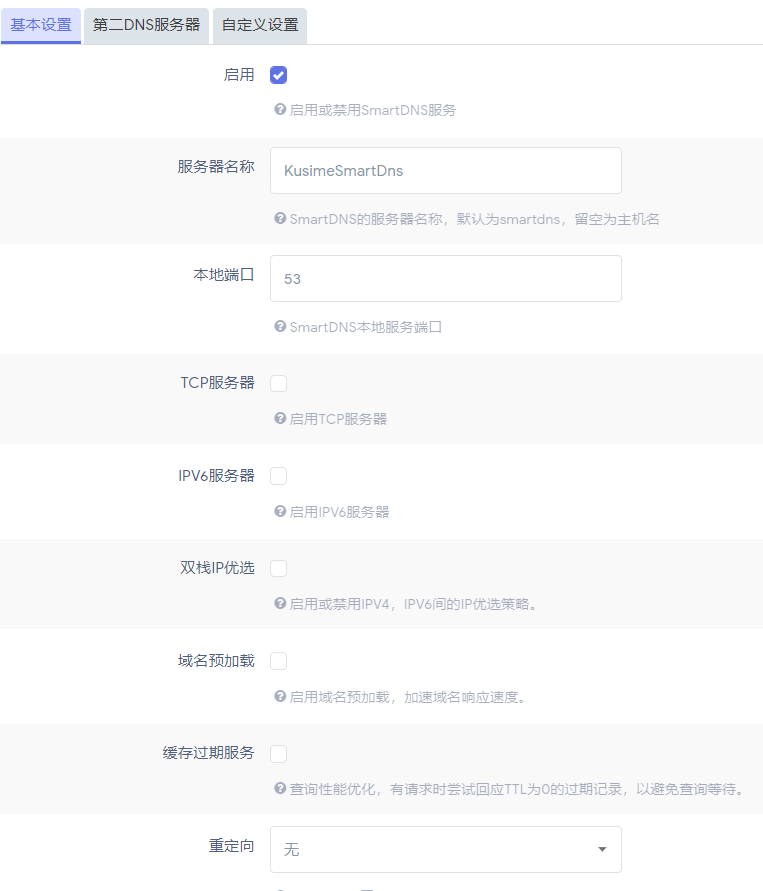 基本设置 第二DNS服务器 自定义设置
启用
启用或禁用SmartDNS服务
服务器名称 KusimeSmartDns
SmartDNS的服务器名称，默认为smartdns，留空为主机名
本地端口 53
SmartDNS本地服务端口
TCP服务器
启用TCP服务器
IPV6服务器
启用IPV6服务器
双栈IP优选
启用或禁用IPV4，IPV6间的IP优选策略。
域名预加载
启用域名预加载，加速域名响应速度。
缓存过期服务
查询性能优化，有请求时尝试回应TTL为0的过期记录，以避免查询等待。
重定向 无